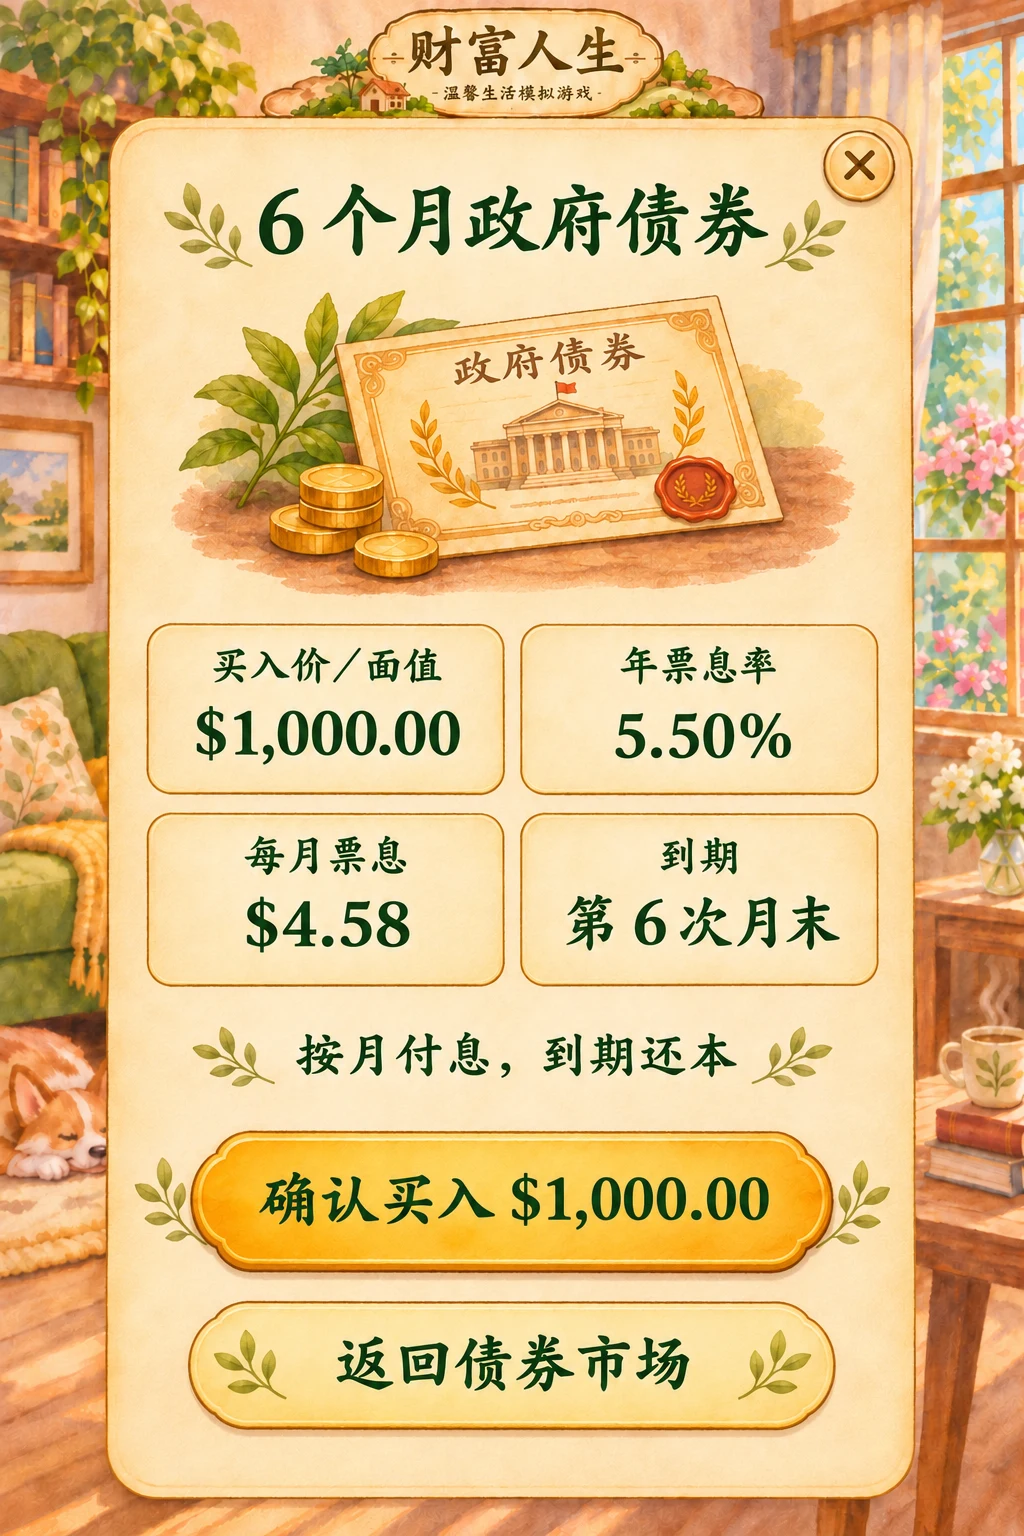 财富人生
- 温馨生活模拟游戏 -
6个月政府债券
政府债券
买入价／面值
$1,000.00
年票息率
5.50%
每月票息
$4.58
到期
第6次月末
按月付息，到期还本
确认买入 $1,000.00
返回债券市场